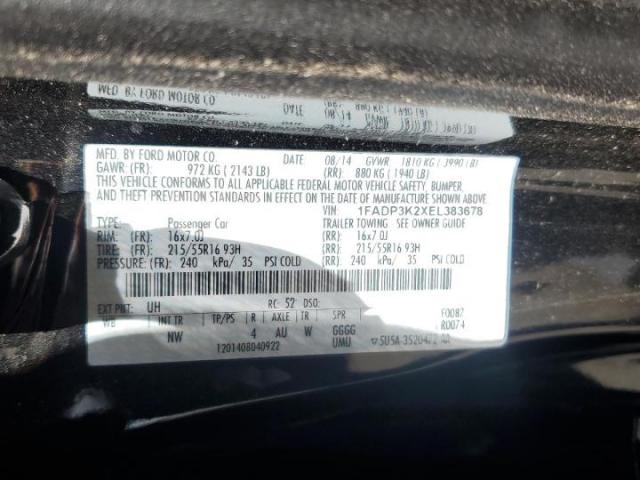 MFD. BY FORD MOTOR CO. DATE 08/14 GVWR 1810 KG ( 3990 LB)
GAWR: (FR): 972 KG ( 2143 LB) (RR): 880 KG ( 1940 LB)
THIS VEHICLE CONFORMS TO ALL APPLICABLE FEDERAL MOTOR VEHICLE SAFETY, BUMPER,
AND THEFT PREVENTION STANDARDS IN EFFECT ON THE DATE OF MANUFACTURE SHOWN ABOVE.
VIN: 1FADP3K2XEL383678
TYPE: Passenger Car TRAILER TOWING - SEE OWNER GUIDE
RIM: (FR): 16x7.0J (RR): 16x7.0J
TIRE: (FR): 215/55R16 93H (RR): 215/55R16 93H
PRESSURE: (FR): 240 kPa/ 35 PSI COLD (RR): 240 kPa/ 35 PSI COLD
EXT PNT: UH RC: 52 DSO: F0087
WB INT TR TP/PS R AXLE TR SPR R0074
NW 4 AU W GGGG
1201408040922 UMU